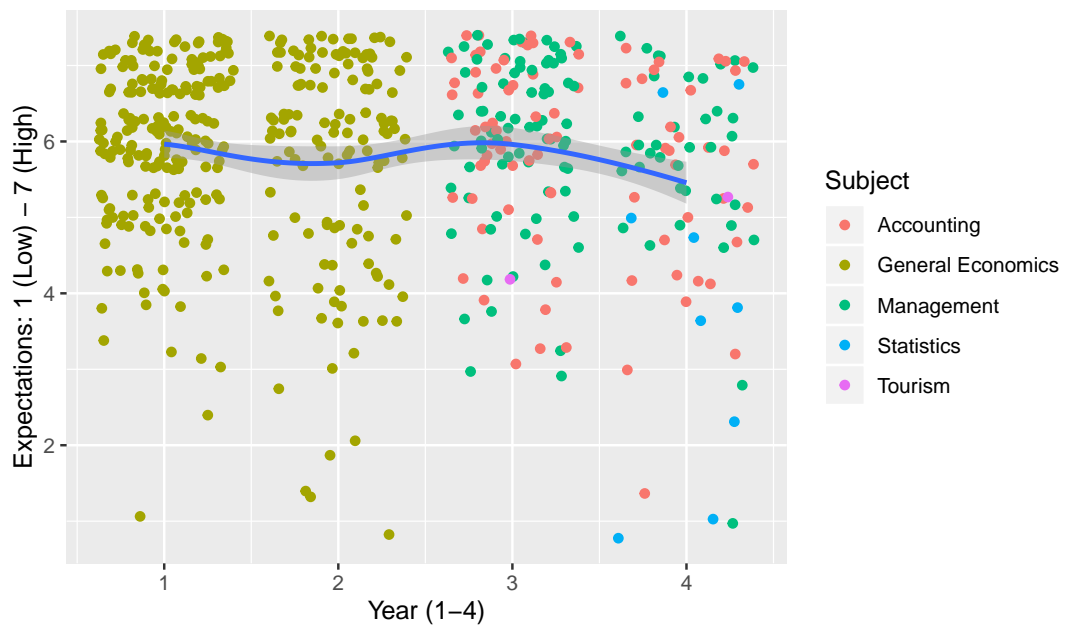 Expectations: 1 (Low) − 7 (High)
6
4
2
1 2 3 4
Year (1−4)
Subject
Accounting
General Economics
Management
Statistics
Tourism